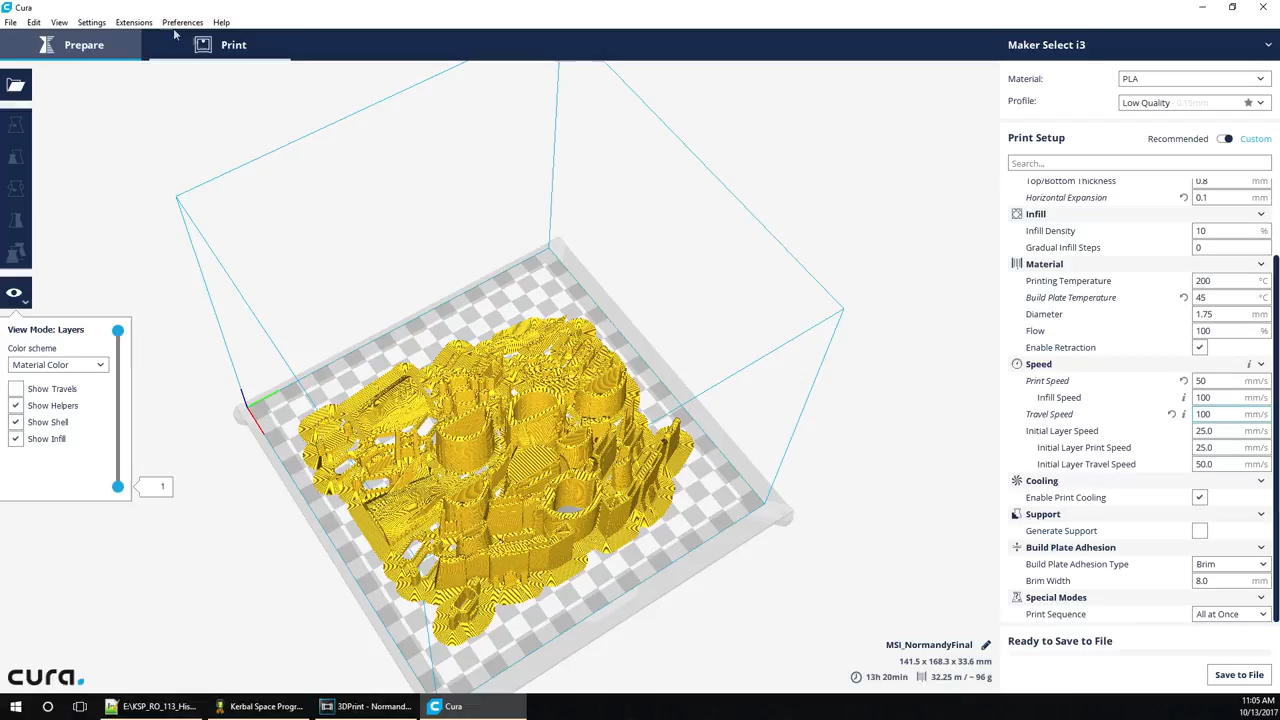 Cura
File Edit View Settings Extensions Preferences Help
Prepare
Print
Maker Select i3
Material: PLA
Profile: Low Quality - 0.15mm
Print Setup Recommended Custom
Search...
Top/Bottom Thickness 0.8 mm
Horizontal Expansion 0.1 mm
Infill
Infill Density 10 %
Gradual Infill Steps 0
Material
Printing Temperature 200 °C
Build Plate Temperature 45 °C
Diameter 1.75 mm
Flow 100 %
Enable Retraction
Speed i
Print Speed 50 mm/s
Infill Speed i 100 mm/s
Travel Speed i 100 mm/s
Initial Layer Speed 25.0 mm/s
Initial Layer Print Speed 25.0 mm/s
Initial Layer Travel Speed 50.0 mm/s
Cooling
Enable Print Cooling
Support
Generate Support
Build Plate Adhesion
Build Plate Adhesion Type Brim
Brim Width 8.0 mm
Special Modes
Print Sequence All at Once
Ready to Save to File
Save to File
View Mode: Layers
Color scheme
Material Color
Show Travels
Show Helpers
Show Shell
Show Infill
1
MSI_NormandyFinal
141.5 x 168.3 x 33.6 mm
13h 20min 32.25 m / ~ 96 g
cura.
E:\KSP_RO_113_His...
Kerbal Space Progr...
3DPrint - Normand...
Cura
11:05 AM
10/13/2017